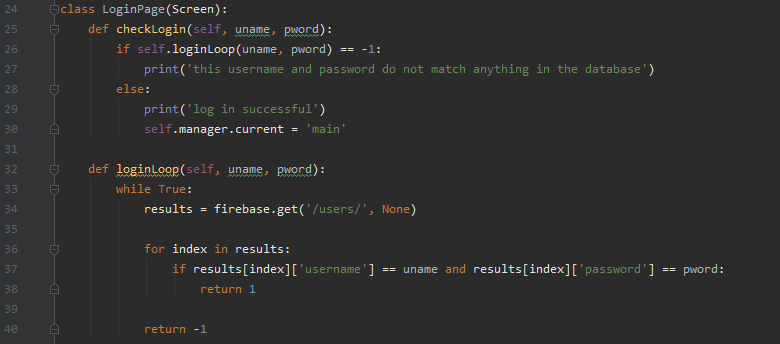 24 class LoginPage(Screen):
25     def checkLogin(self, uname, pword):
26         if self.loginLoop(uname, pword) == -1:
27             print('this username and password do not match anything in the database')
28         else:
29             print('log in successful')
30             self.manager.current = 'main'
31
32     def loginLoop(self, uname, pword):
33         while True:
34             results = firebase.get('/users/', None)
35
36             for index in results:
37                 if results[index]['username'] == uname and results[index]['password'] == pword:
38                     return 1
39
40             return -1